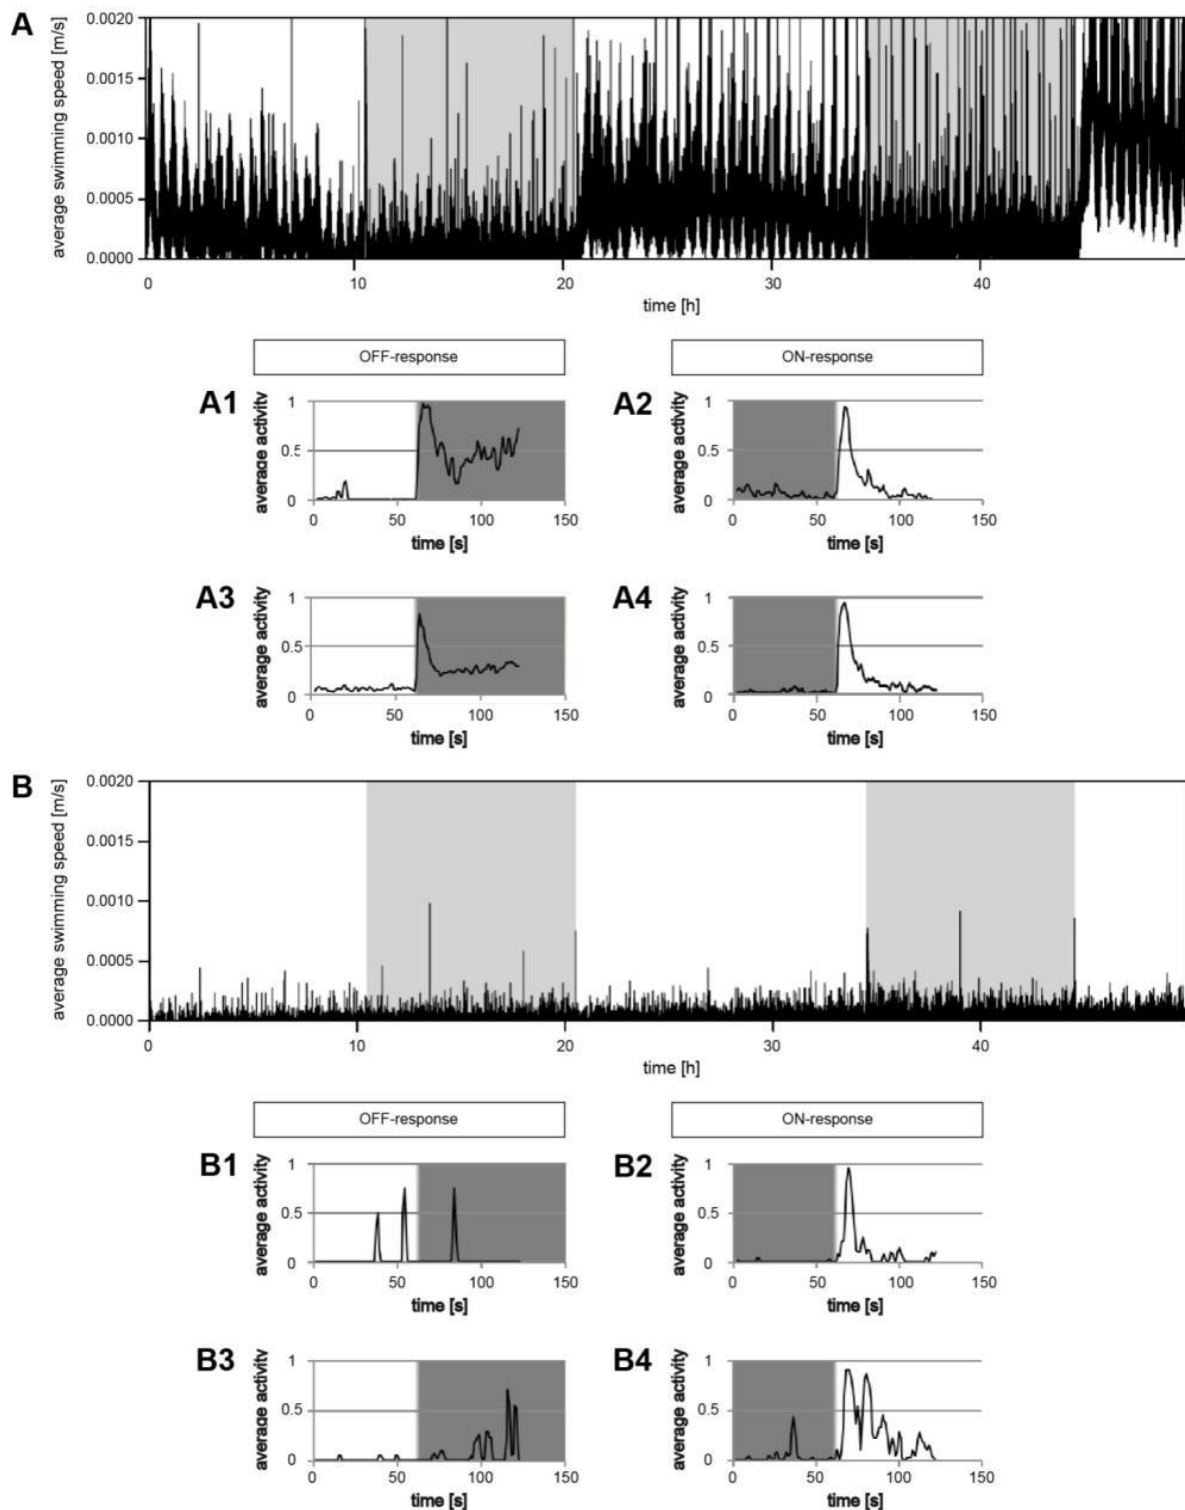 A
average swimming speed [m/s]
0.0020
0.0015
0.0010
0.0005
0.0000
0 10 20 30 40
time [h]
OFF-response ON-response
A1 A2
average activity average activity
1 1
0.5 0.5
0 0
0 50 100 150 0 50 100 150
time [s] time [s]
A3 A4
average activity average activity
1 1
0.5 0.5
0 0
0 50 100 150 0 50 100 150
time [s] time [s]
B
average swimming speed [m/s]
0.0020
0.0015
0.0010
0.0005
0.0000
0 10 20 30 40
time [h]
OFF-response ON-response
B1 B2
average activity average activity
1 1
0.5 0.5
0 0
0 50 100 150 0 50 100 150
time [s] time [s]
B3 B4
average activity average activity
1 1
0.5 0.5
0 0
0 50 100 150 0 50 100 150
time [s] time [s]